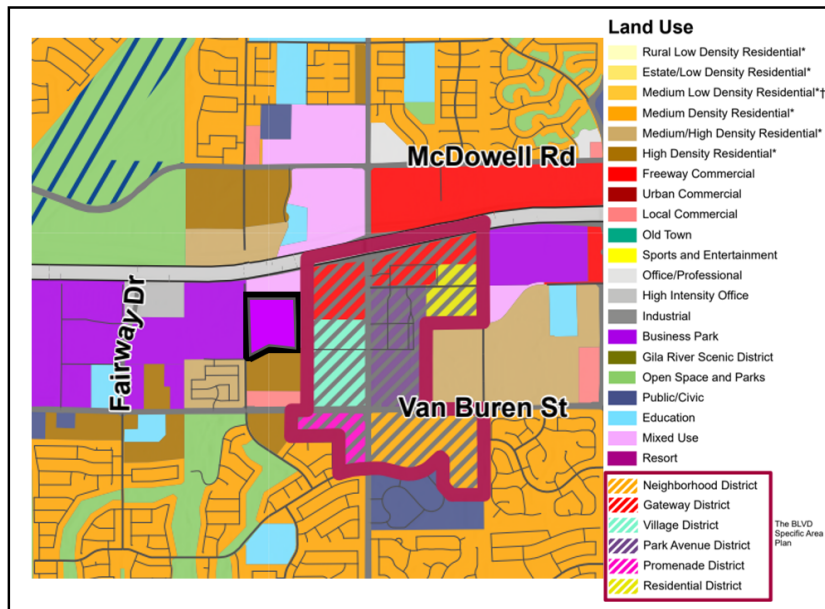 McDowell Rd
Fairway Dr
Van Buren St
Land Use
Rural Low Density Residential*
Estate/Low Density Residential*
Medium Low Density Residential*†
Medium Density Residential*
Medium/High Density Residential*
High Density Residential*
Freeway Commercial
Urban Commercial
Local Commercial
Old Town
Sports and Entertainment
Office/Professional
High Intensity Office
Industrial
Business Park
Gila River Scenic District
Open Space and Parks
Public/Civic
Education
Mixed Use
Resort
Neighborhood District
Gateway District
Village District
Park Avenue District
Promenade District
Residential District
The BLVD
Specific Area
Plan